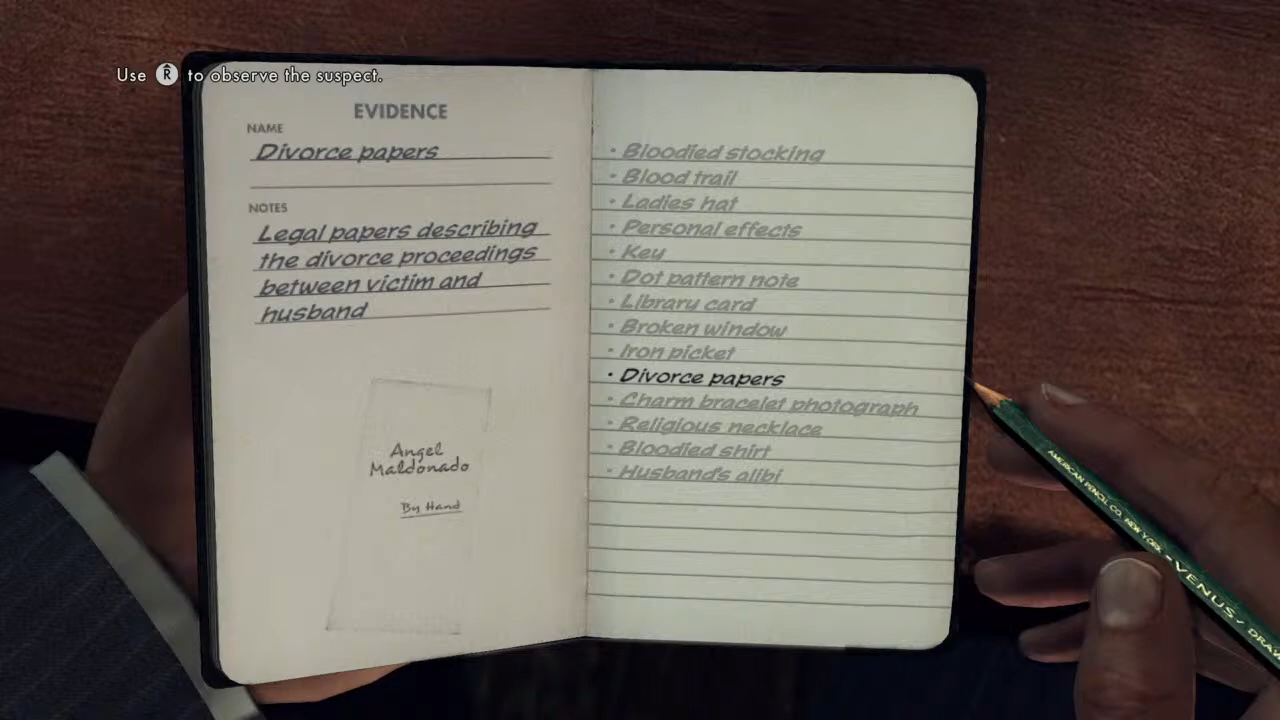 Use R to observe the suspect.
EVIDENCE
NAME
Divorce papers
NOTES
Legal papers describing
the divorce proceedings
between victim and
husband
Angel
Maldonado
By Hand
• Bloodied stocking
• Blood trail
• Ladies hat
• Personal effects
• Key
• Dot pattern note
• Library card
• Broken window
• Iron picket
• Divorce papers
• Charm bracelet photograph
• Religious necklace
• Bloodied shirt
• Husband's alibi
AMERICAN PENCIL CO. NEW YORK VENUS